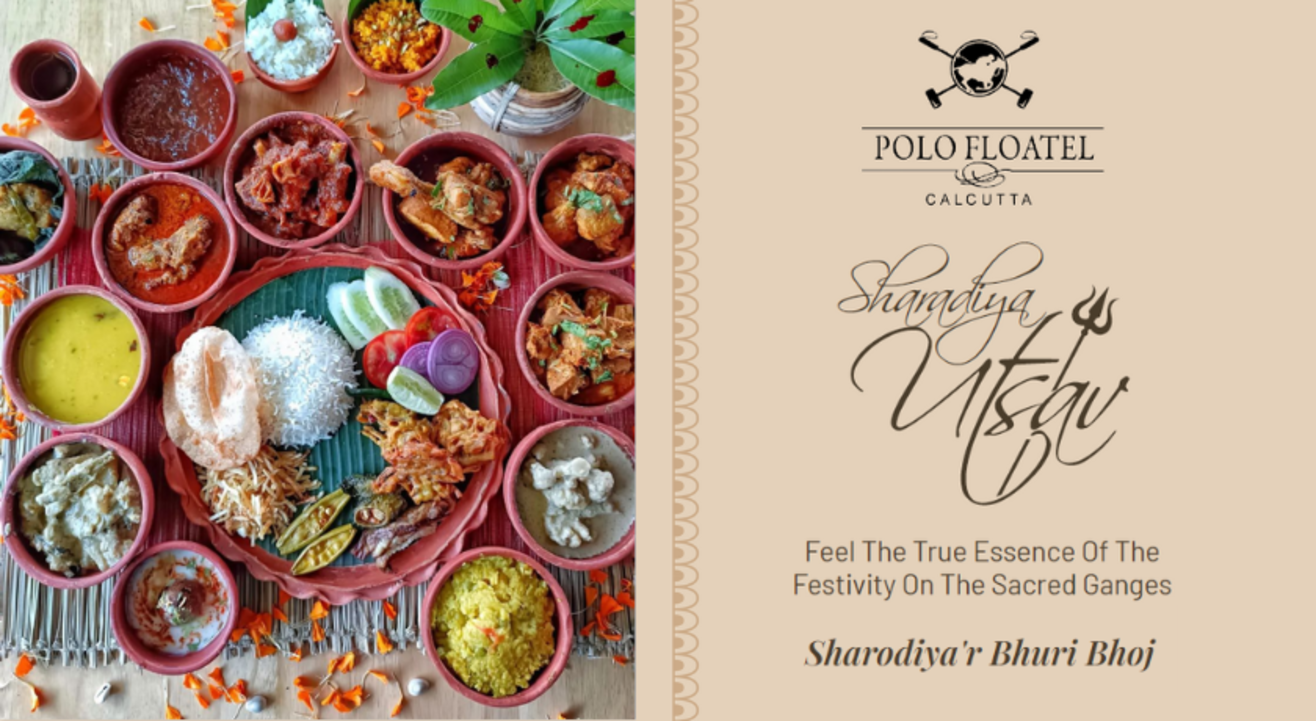 POLO FLOATEL
CALCUTTA
Sharadiya
Utsav
Feel The True Essence Of The
Festivity On The Sacred Ganges
Sharodiya'r Bhuri Bhoj